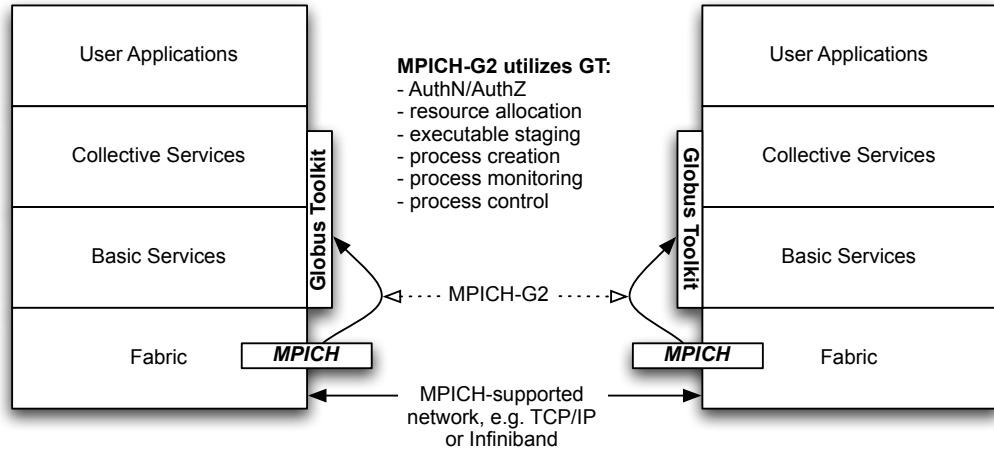 User Applications
Collective Services
Basic Services
Fabric
Globus Toolkit
MPICH
MPICH-G2 utilizes GT:
- AuthN/AuthZ
- resource allocation
- executable staging
- process creation
- process monitoring
- process control
MPICH-G2
MPICH-supported
network, e.g. TCP/IP
or Infiniband
User Applications
Collective Services
Basic Services
Fabric
Globus Toolkit
MPICH